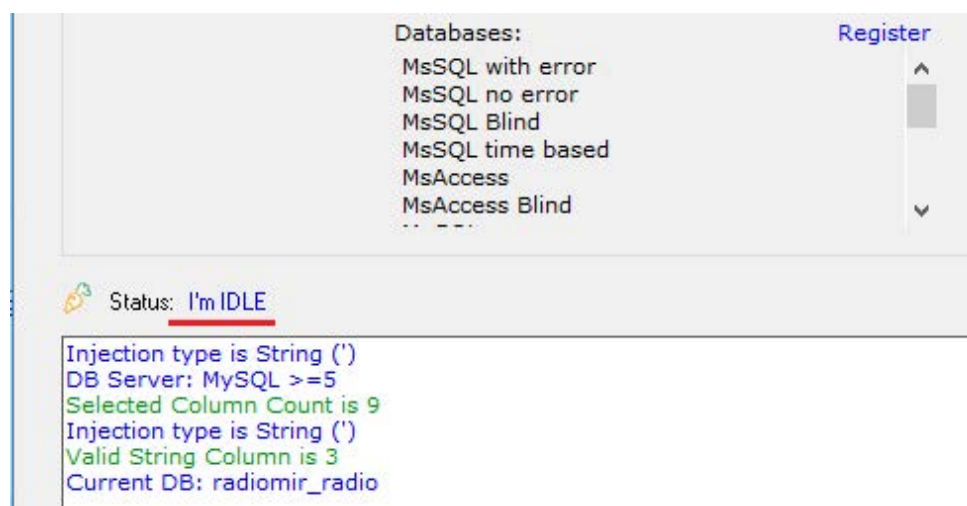 Databases: Register
MsSQL with error
MsSQL no error
MsSQL Blind
MsSQL time based
MsAccess
MsAccess Blind
Status: I'm IDLE
Injection type is String (')
DB Server: MySQL >=5
Selected Column Count is 9
Injection type is String (')
Valid String Column is 3
Current DB: radiomir_radio